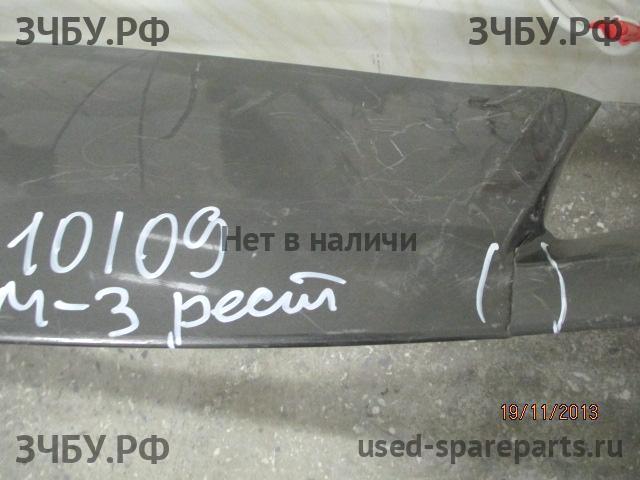 ЗЧБУ.РФ ЗЧБУ.РФ
10109
Нет в наличи
м-3 рест
( )
19/11/2013
ЗЧБУ.РФ used-spareparts.ru